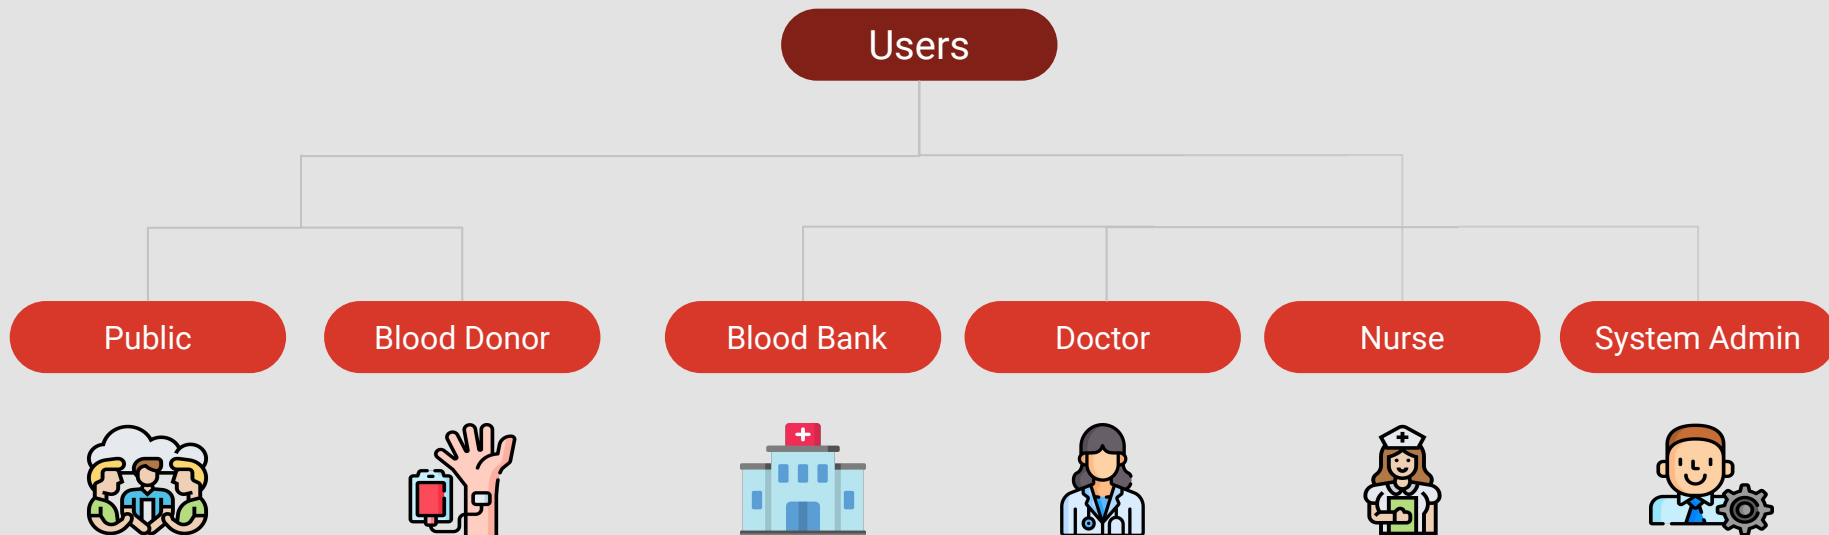 Users
Public
Blood Donor
Blood Bank
Doctor
Nurse
System Admin